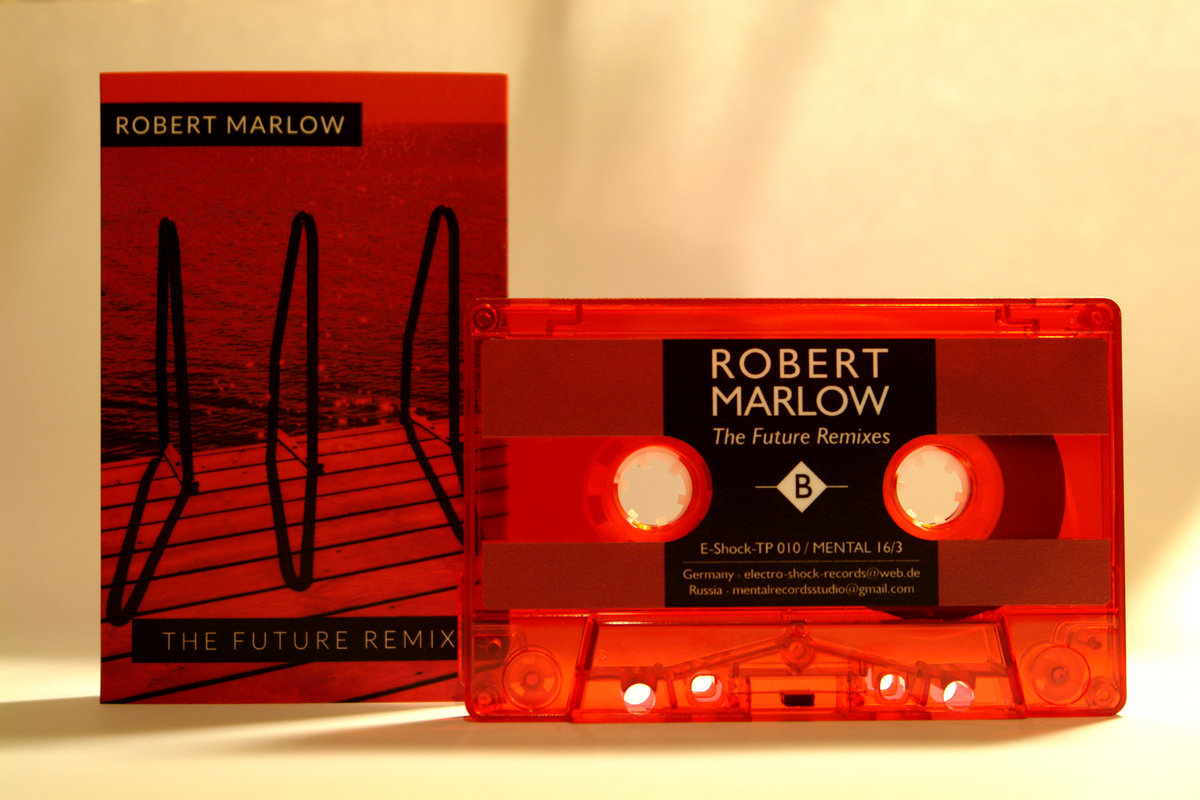 ROBERT MARLOW
THE FUTURE REMIX
ROBERT
MARLOW
The Future Remixes
B
E-Shock-TP 010 / MENTAL 16/3
Germany · electro-shock-records@web.de
Russia · mentalrecordsstudio@gmail.com